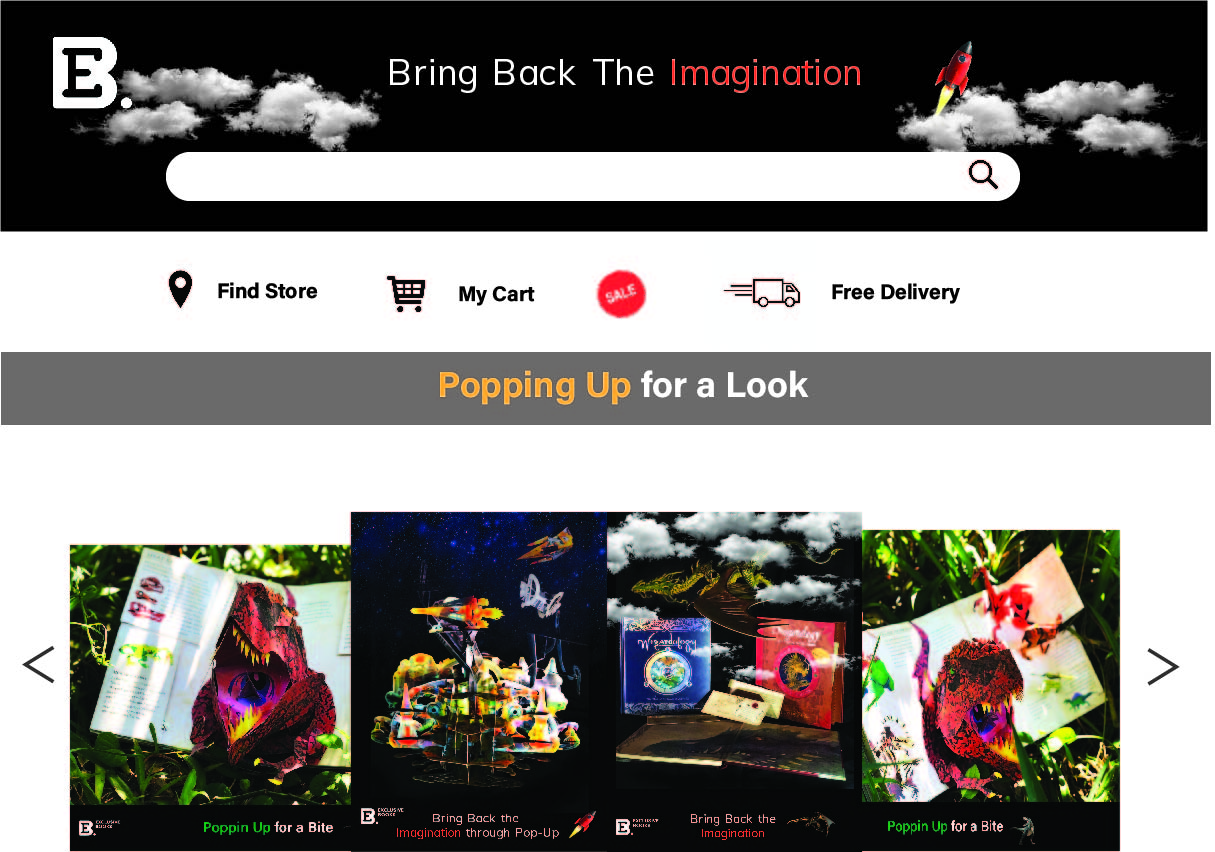 E.
Bring Back The Imagination
Find Store
My Cart
SALE
Free Delivery
Popping Up for a Look
E.
EXCLUSIVE
BOOKS
Poppin Up for a Bite
E.
EXCLUSIVE
BOOKS
Bring Back the
Imagination through Pop-Up
Wizardology
E.
EXCLUSIVE
BOOKS
Bring Back the
Imagination
Poppin Up for a Bite